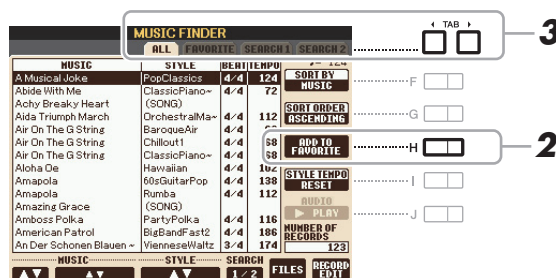 MUSIC FINDER
ALL FAVORITE SEARCH 1 SEARCH 2
TAB
3
MUSIC STYLE BEAT TEMPO
A Musical Joke PopClassics 4/4 124
Abide With Me ClassicPiano~ 4/4 72
Achy Breaky Heart (SONG)
Aida Triumph March OrchestralMa~ 4/4 112
Air On The G String BaroqueAir 4/4
Air On The G String Chillout1 4/4 68
Air On The G String ClassicPiano~ 4/4 68
Aloha Oe Hawaiian 4/4 162
Amapola 60sGuitarPop 4/4 138
Amapola Rumba 4/4 112
Amazing Grace (SONG)
Amboss Polka PartyPolka 4/4 116
American Patrol BigBandFast2 4/4 186
An Der Schonen Blauen ~ VienneseWaltz 3/4 174
♩= 124
SORT BY
MUSIC
F
SORT ORDER
ASCENDING
G
ADD TO
FAVORITE
H
2
STYLE TEMPO
RESET
I
AUDIO
▶ PLAY
J
NUMBER OF
RECORDS
123
MUSIC STYLE SEARCH
1 / 2
FILES
RECORD
EDIT